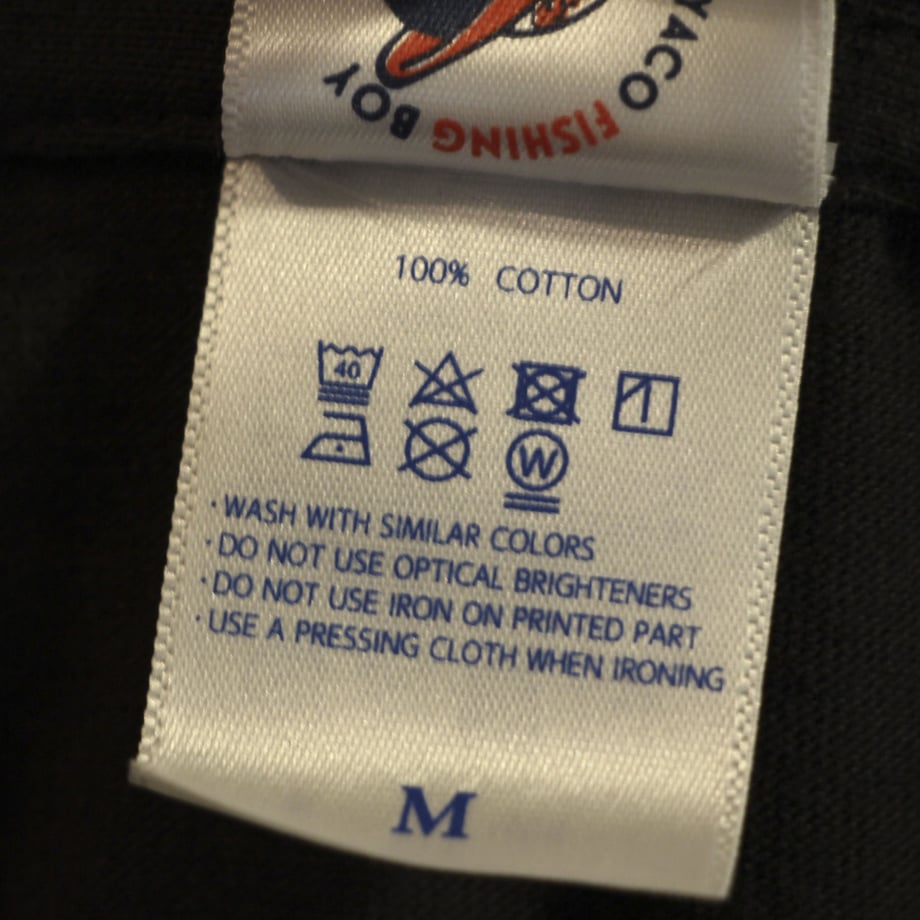 YACO FISHING BOY
100% COTTON
40
W
· WASH WITH SIMILAR COLORS
· DO NOT USE OPTICAL BRIGHTENERS
· DO NOT USE IRON ON PRINTED PART
· USE A PRESSING CLOTH WHEN IRONING
M